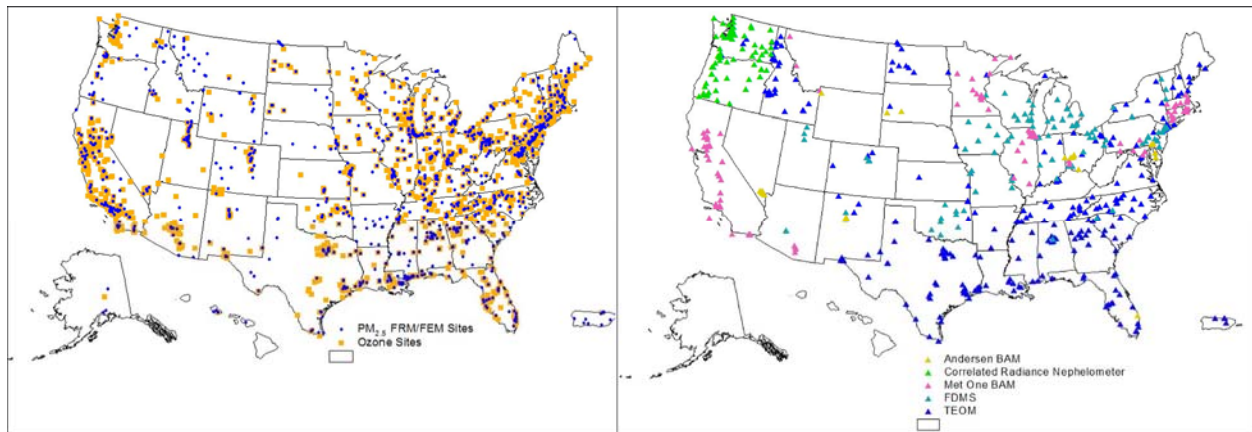 PM2.5 FRM/FEM Sites
Ozone Sites
Andersen BAM
Correlated Radiance Nephelometer
Met One BAM
FDMS
TEOM